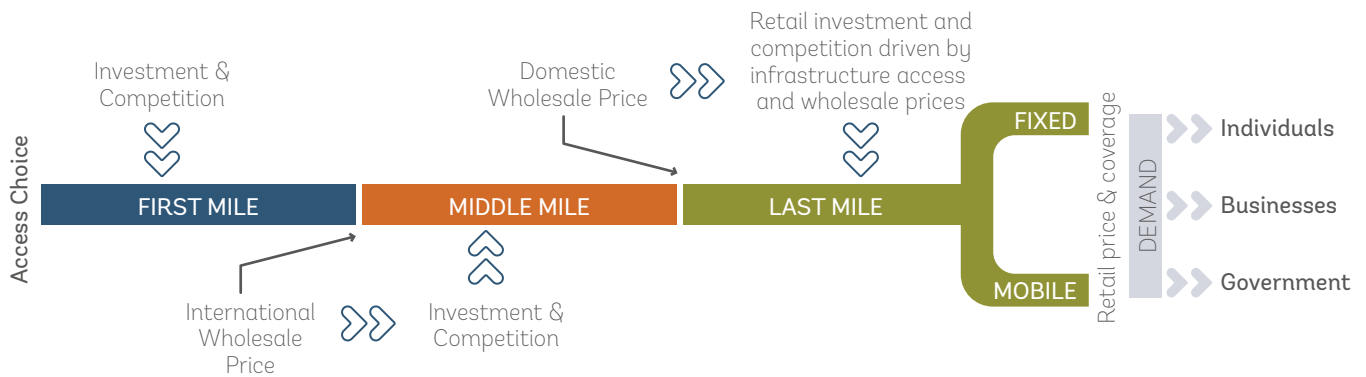 Access Choice
Investment &
Competition
FIRST MILE
International
Wholesale
Price
MIDDLE MILE
Investment &
Competition
Domestic
Wholesale Price
Retail investment and
competition driven by
infrastructure access
and wholesale prices
LAST MILE
FIXED
MOBILE
Retail price & coverage
DEMAND
Individuals
Businesses
Government